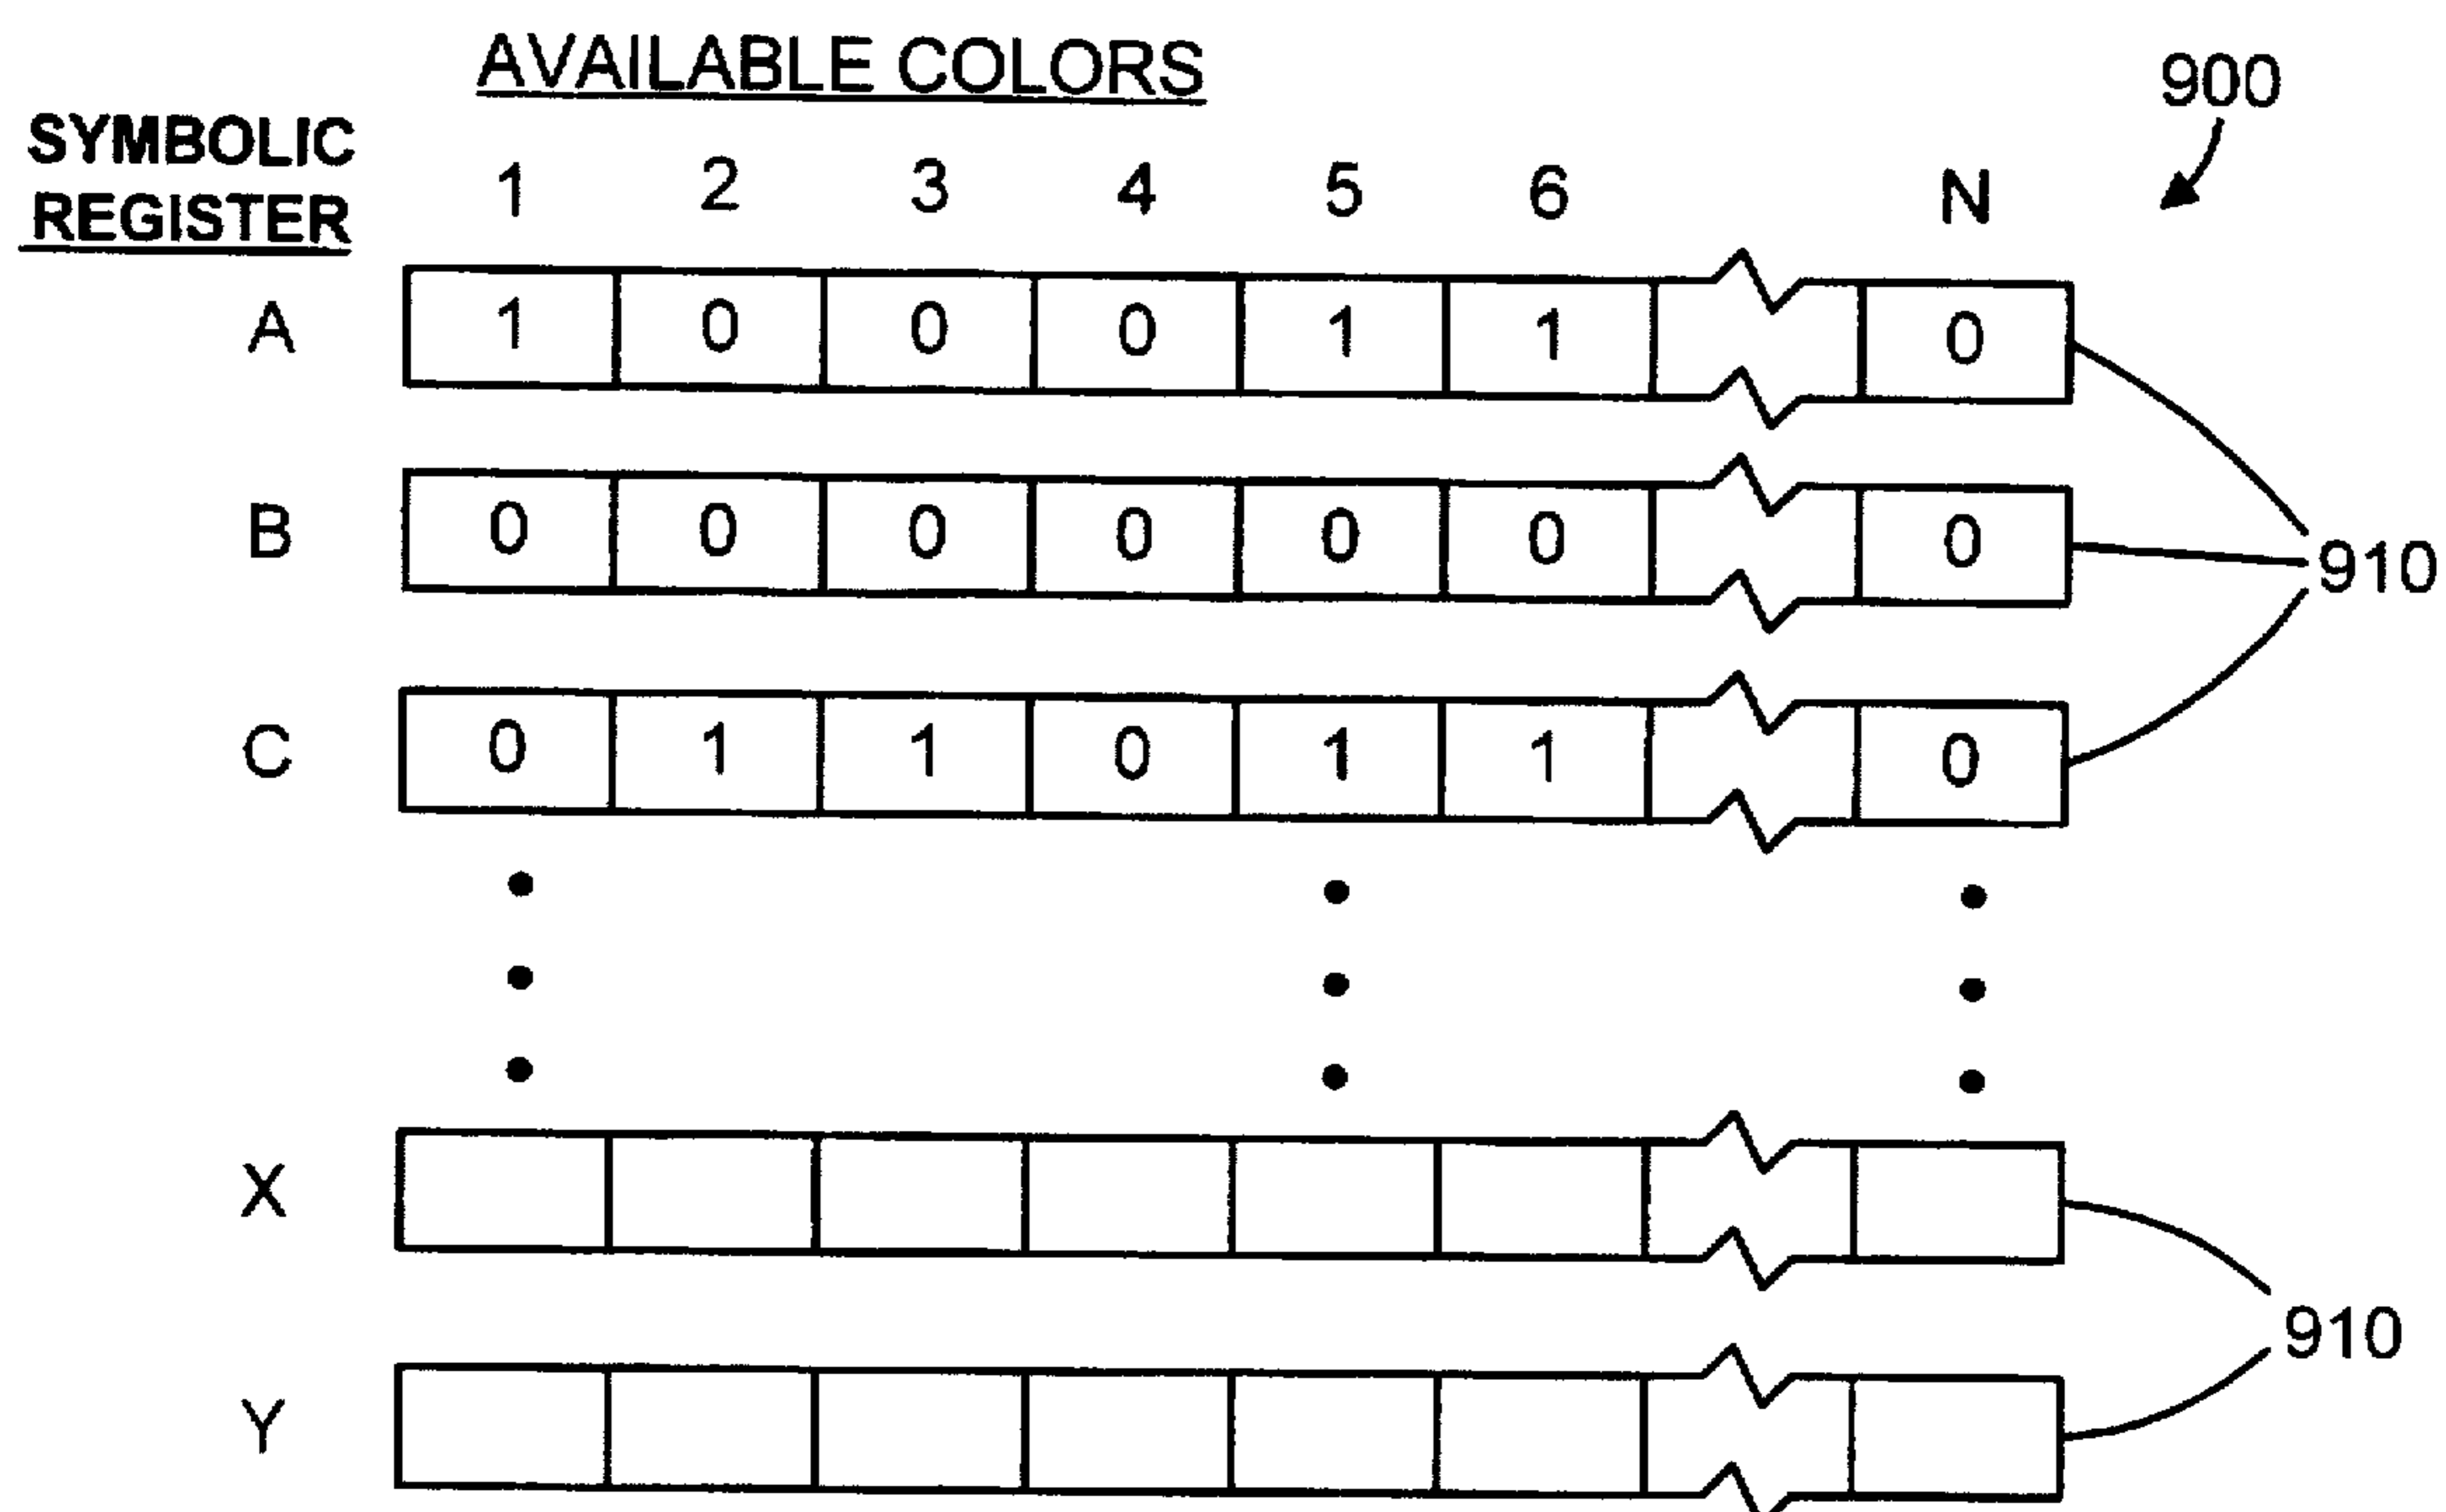 AVAILABLE COLORS
900
SYMBOLIC
REGISTER
1 2 3 4 5 6 N
A 1 0 0 0 1 1 0
B 0 0 0 0 0 0 0
910
C 0 1 1 0 1 1 0
X
910
Y